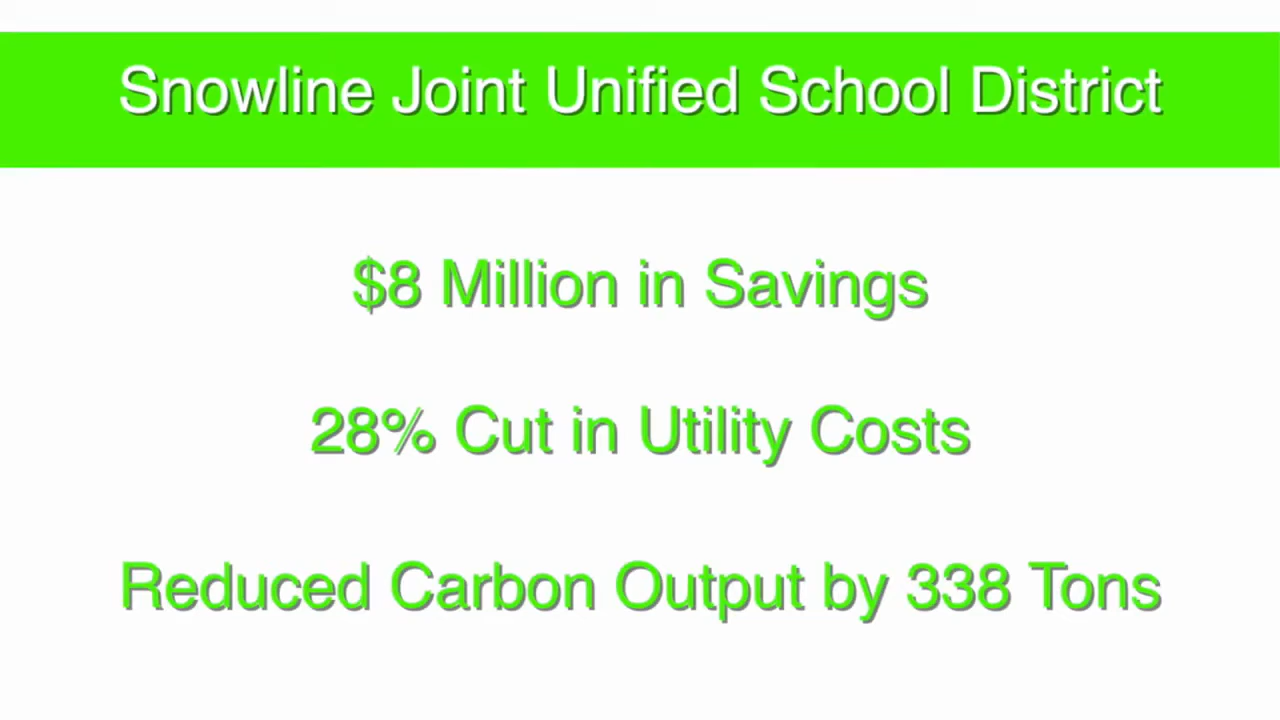 Snowline Joint Unified School District
$8 Million in Savings
28% Cut in Utility Costs
Reduced Carbon Output by 338 Tons